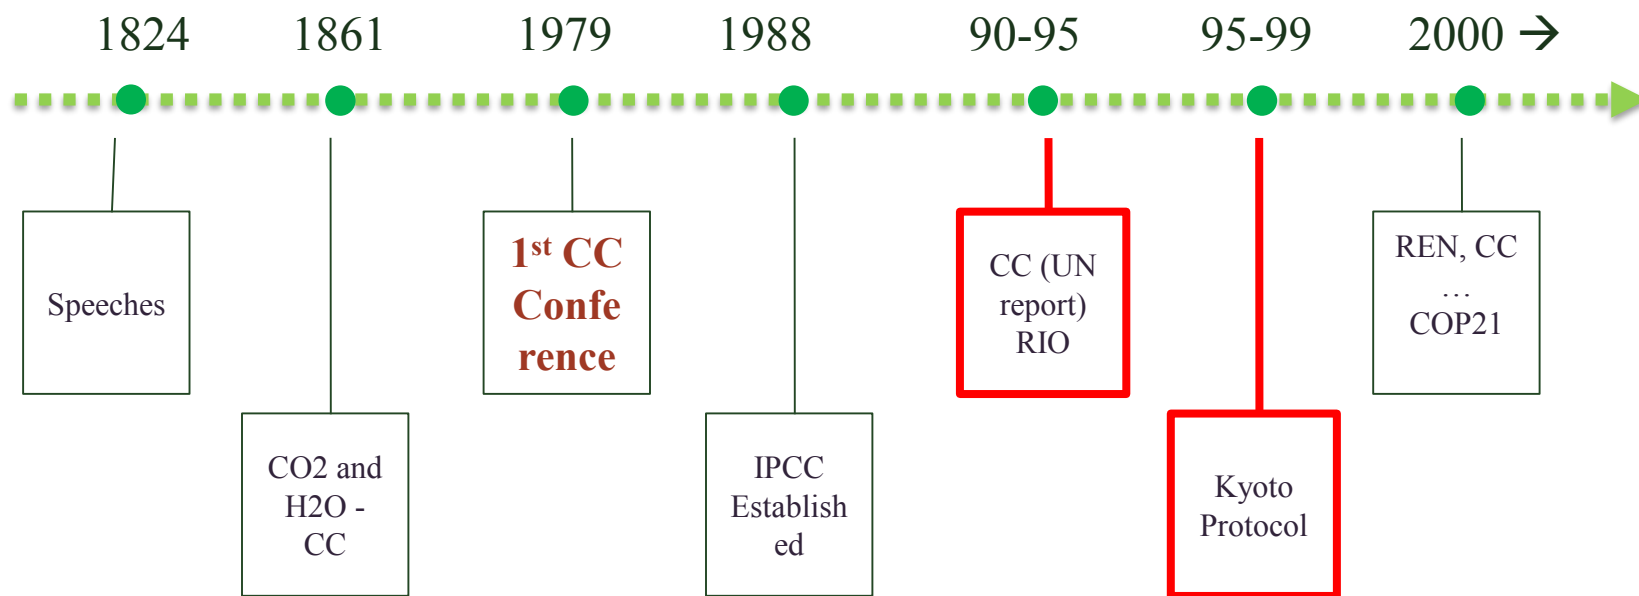 1824 1861 1979 1988 90-95 95-99 2000 →
Speeches
CO2 and
H2O -
CC
1st CC
Confe
rence
IPCC
Establish
ed
CC (UN
report)
RIO
Kyoto
Protocol
REN, CC
…
COP21